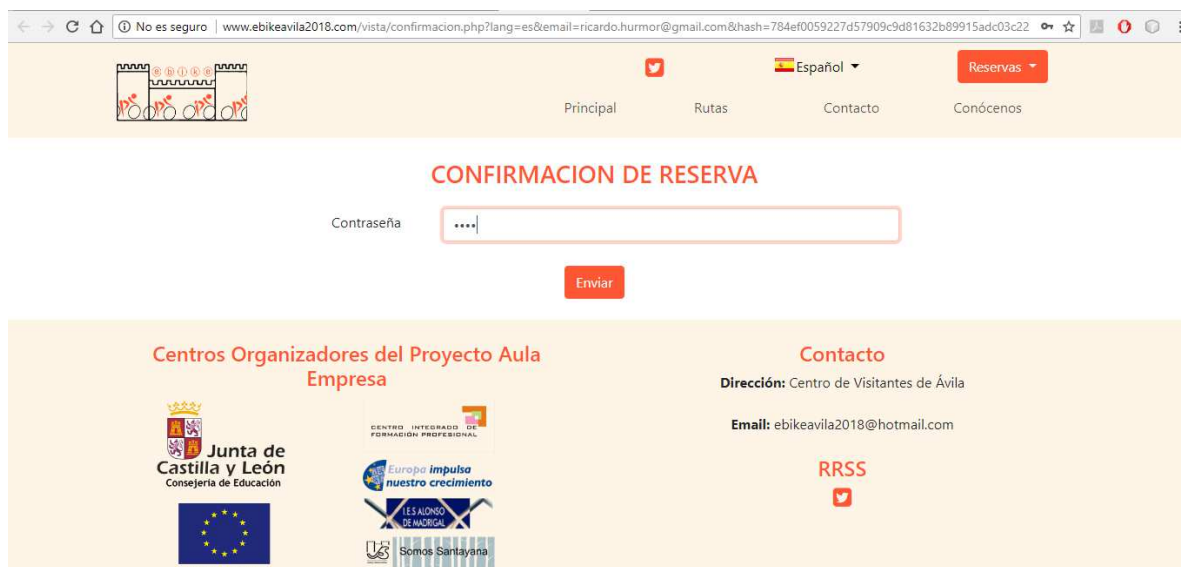 No es seguro | www.ebikeavila2018.com/vista/confirmacion.php?lang=es&email=ricardo.hurmor@gmail.com&hash=784ef0059227d57909c9d81632b89915adc03c22
ebike
Español
Reservas
Principal
Rutas
Contacto
Conócenos
CONFIRMACION DE RESERVA
Contraseña
••••
Enviar
Centros Organizadores del Proyecto Aula
Empresa
Junta de
Castilla y León
Consejería de Educación
CENTRO INTEGRADO DE
FORMACIÓN PROFESIONAL
Europa impulsa
nuestro crecimiento
I.E.S ALONSO
DE MADRIGAL
Somos Santayana
Contacto
Dirección: Centro de Visitantes de Ávila
Email: ebikeavila2018@hotmail.com
RRSS